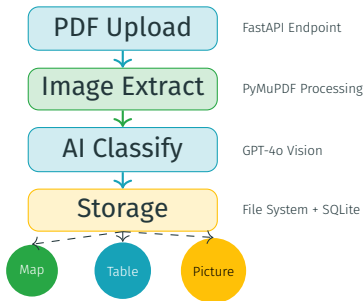 PDF Upload
FastAPI Endpoint
Image Extract
PyMuPDF Processing
AI Classify
GPT-4o Vision
Storage
File System + SQLite
Map
Table
Picture